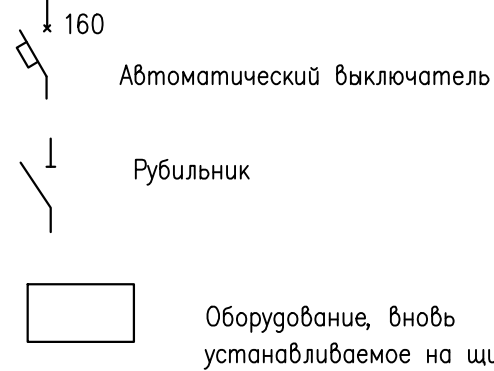 160
Автоматический выключатель
Рубильник
Оборудование, вновь
устанавливаемое на